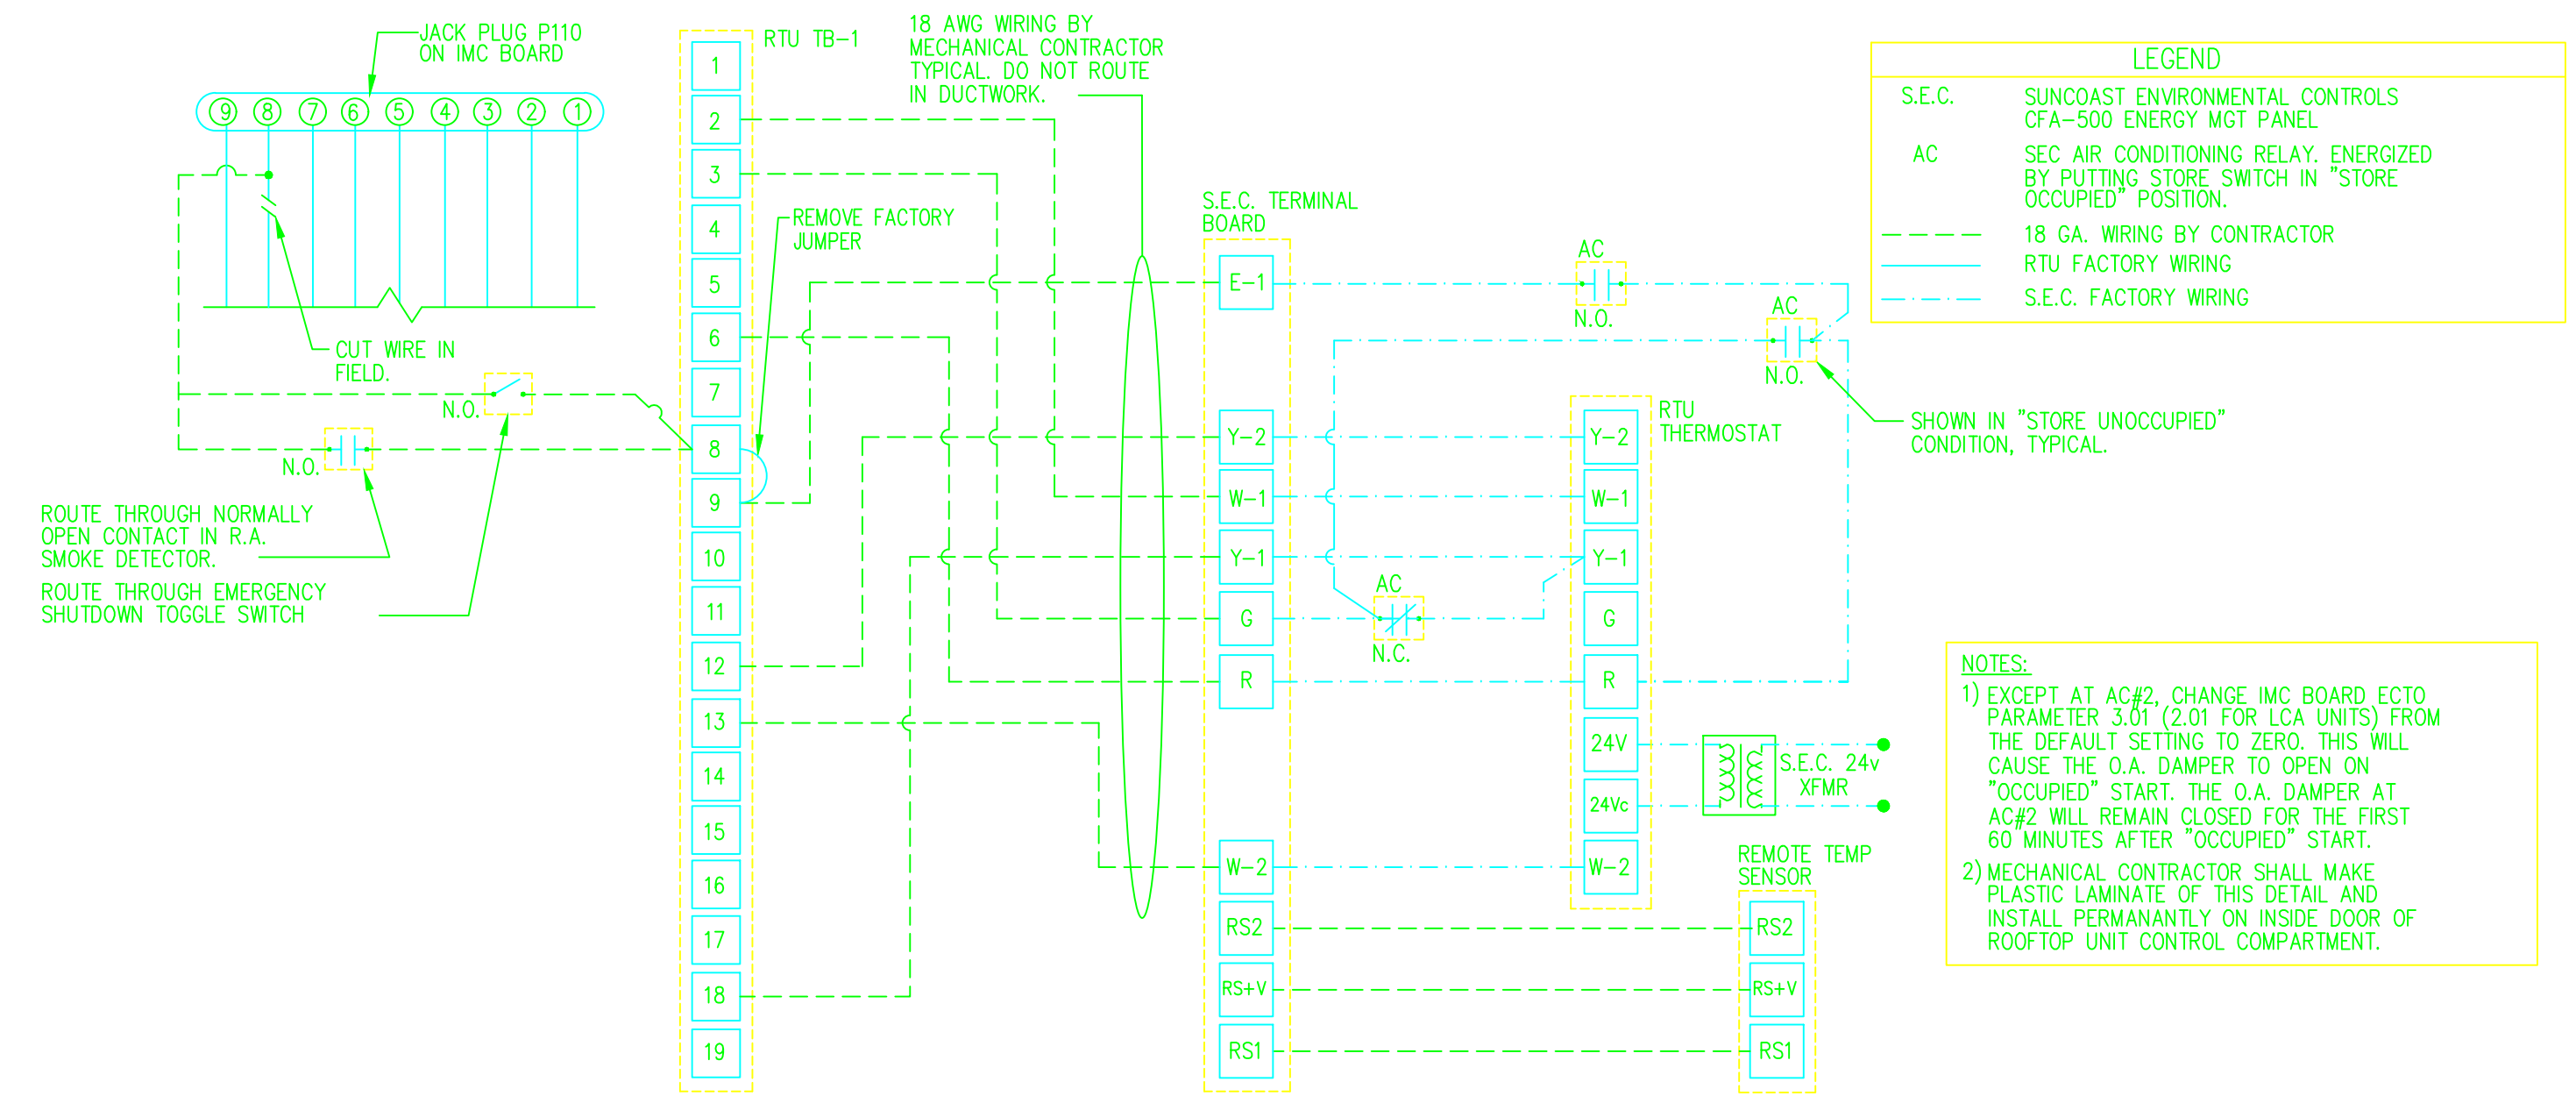 JACK PLUG P110
ON IMC BOARD
9 8 7 6 5 4 3 2 1
CUT WIRE IN
FIELD.
N.O.
N.O.
ROUTE THROUGH NORMALLY
OPEN CONTACT IN R.A.
SMOKE DETECTOR.
ROUTE THROUGH EMERGENCY
SHUTDOWN TOGGLE SWITCH
RTU TB-1
1
2
3
4
5
6
7
8
9
10
11
12
13
14
15
16
17
18
19
REMOVE FACTORY
JUMPER
18 AWG WIRING BY
MECHANICAL CONTRACTOR
TYPICAL. DO NOT ROUTE
IN DUCTWORK.
S.E.C. TERMINAL
BOARD
E-1
Y-2
W-1
Y-1
G
R
W-2
RS2
RS+V
RS1
AC
N.O.
AC
N.O.
AC
N.C.
RTU
THERMOSTAT
Y-2
W-1
Y-1
G
R
24V
24Vc
W-2
SHOWN IN "STORE UNOCCUPIED"
CONDITION, TYPICAL.
S.E.C. 24v
XFMR
REMOTE TEMP
SENSOR
RS2
RS+V
RS1
LEGEND
S.E.C. SUNCOAST ENVIRONMENTAL CONTROLS
CFA-500 ENERGY MGT PANEL
AC SEC AIR CONDITIONING RELAY. ENERGIZED
BY PUTTING STORE SWITCH IN "STORE
OCCUPIED" POSITION.
18 GA. WIRING BY CONTRACTOR
RTU FACTORY WIRING
S.E.C. FACTORY WIRING
NOTES:
1) EXCEPT AT AC#2, CHANGE IMC BOARD ECTO
PARAMETER 3.01 (2.01 FOR LCA UNITS) FROM
THE DEFAULT SETTING TO ZERO. THIS WILL
CAUSE THE O.A. DAMPER TO OPEN ON
"OCCUPIED" START. THE O.A. DAMPER AT
AC#2 WILL REMAIN CLOSED FOR THE FIRST
60 MINUTES AFTER "OCCUPIED" START.
2) MECHANICAL CONTRACTOR SHALL MAKE
PLASTIC LAMINATE OF THIS DETAIL AND
INSTALL PERMANANTLY ON INSIDE DOOR OF
ROOFTOP UNIT CONTROL COMPARTMENT.